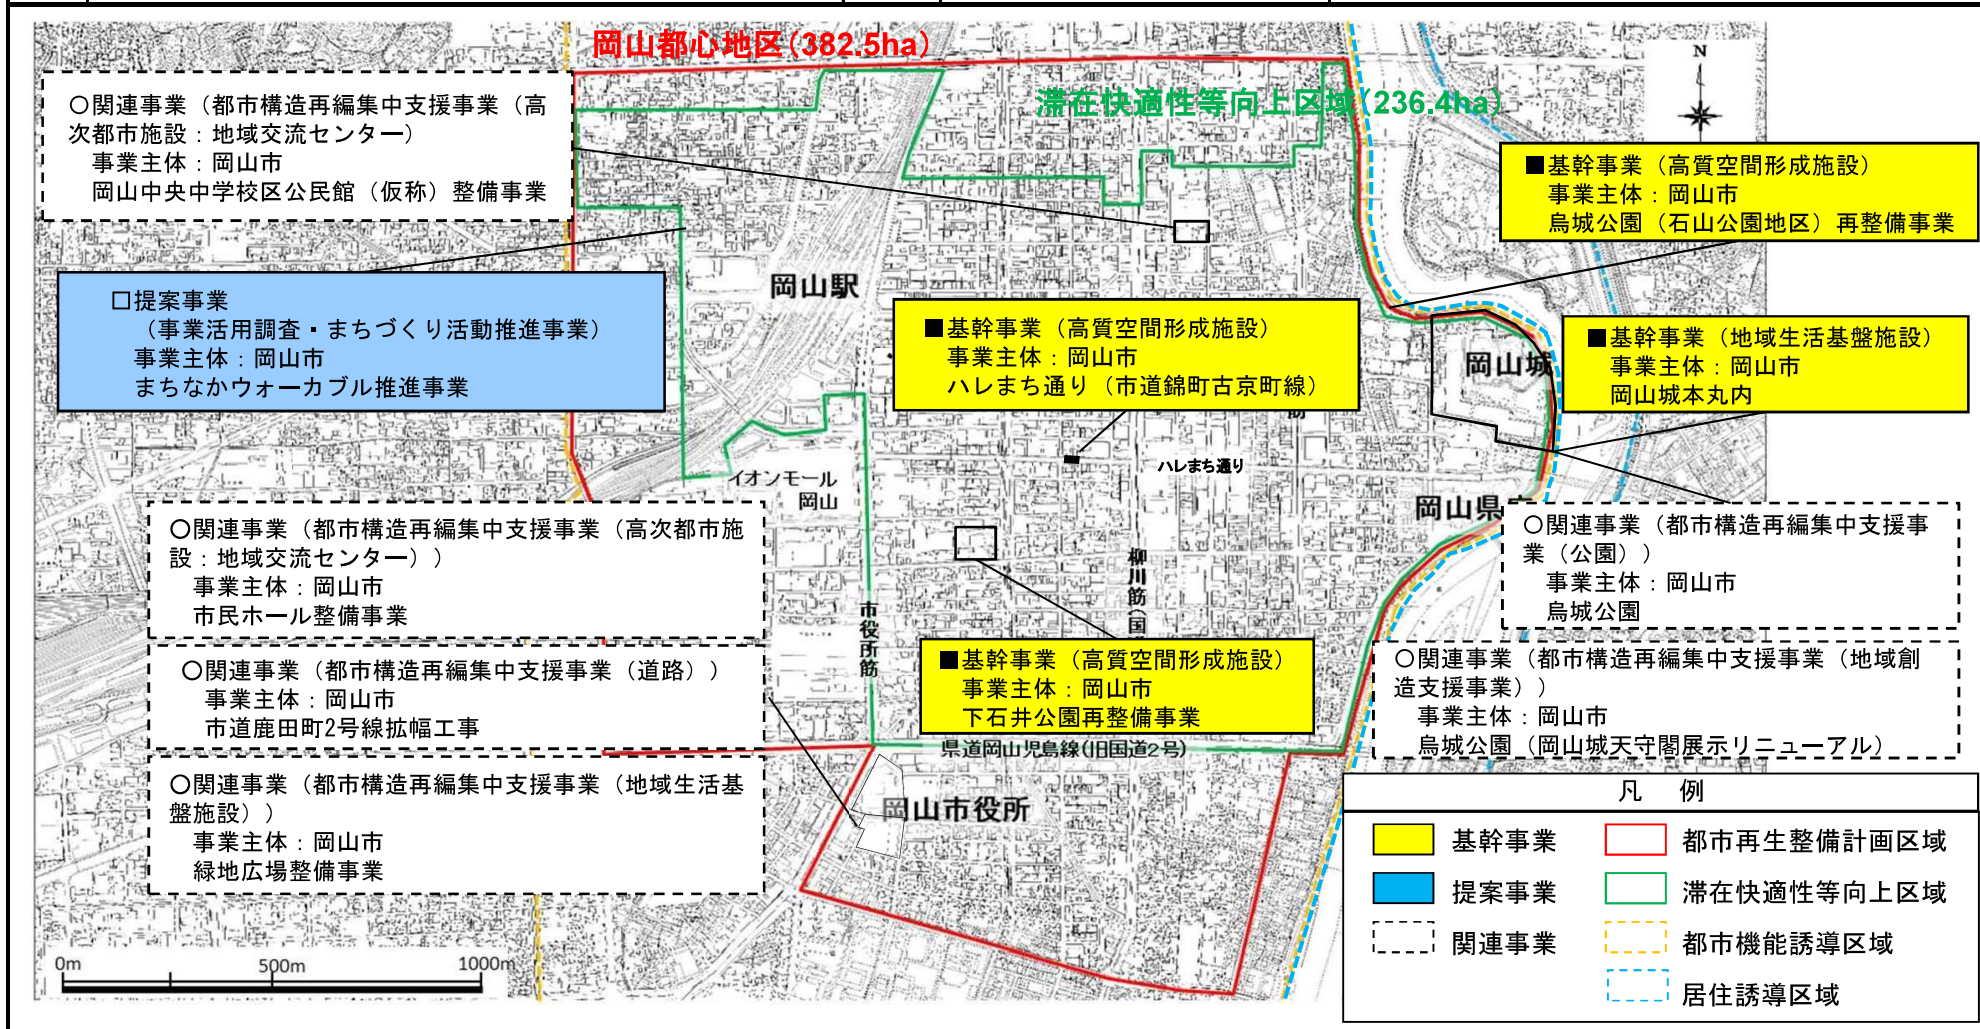 岡山都心地区(382.5ha)
滞在快適性等向上区域(236.4ha)
N
○関連事業（都市構造再編集中支援事業（高
次都市施設：地域交流センター）
事業主体：岡山市
岡山中央中学校区公民館（仮称）整備事業
■基幹事業（高質空間形成施設）
事業主体：岡山市
烏城公園（石山公園地区）再整備事業
□提案事業
（事業活用調査・まちづくり活動推進事業）
事業主体：岡山市
まちなかウォーカブル推進事業
岡山駅
■基幹事業（高質空間形成施設）
事業主体：岡山市
ハレまち通り（市道錦町古京町線）
筋
岡山城
■基幹事業（地域生活基盤施設）
事業主体：岡山市
岡山城本丸内
イオンモール
岡山
ハレまち通り
岡山県
○関連事業（都市構造再編集中支援事業（高次都市施
設：地域交流センター））
事業主体：岡山市
市民ホール整備事業
○関連事業（都市構造再編集中支援事
業（公園））
事業主体：岡山市
烏城公園
柳川筋(国
市役所筋
○関連事業（都市構造再編集中支援事業（道路））
事業主体：岡山市
市道鹿田町2号線拡幅工事
■基幹事業（高質空間形成施設）
事業主体：岡山市
下石井公園再整備事業
○関連事業（都市構造再編集中支援事業（地域創
造支援事業））
事業主体：岡山市
烏城公園（岡山城天守閣展示リニューアル）
県道岡山児島線(旧国道2号)
○関連事業（都市構造再編集中支援事業（地域生活基
盤施設））
事業主体：岡山市
緑地広場整備事業
岡山市役所
凡　例
基幹事業
都市再生整備計画区域
提案事業
滞在快適性等向上区域
関連事業
都市機能誘導区域
居住誘導区域
0m 500m 1000m